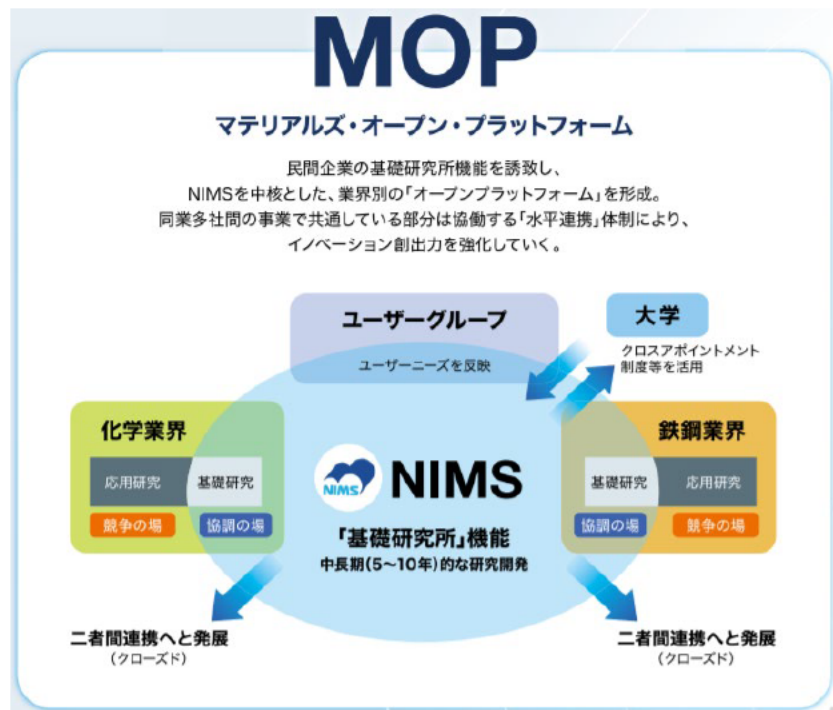 MOP
マテリアルズ・オープン・プラットフォーム
民間企業の基礎研究所機能を誘致し、
NIMSを中核とした、業界別の「オープンプラットフォーム」を形成。
同業多社間の事業で共通している部分は協働する「水平連携」体制により、
イノベーション創出力を強化していく。
ユーザーグループ
ユーザーニーズを反映
大学
クロスアポイントメント
制度等を活用
化学業界
応用研究
基礎研究
競争の場
協調の場
NIMS
NIMS
「基礎研究所」機能
中長期(5〜10年)的な研究開発
鉄鋼業界
基礎研究
応用研究
協調の場
競争の場
二者間連携へと発展
(クローズド)
二者間連携へと発展
(クローズド)